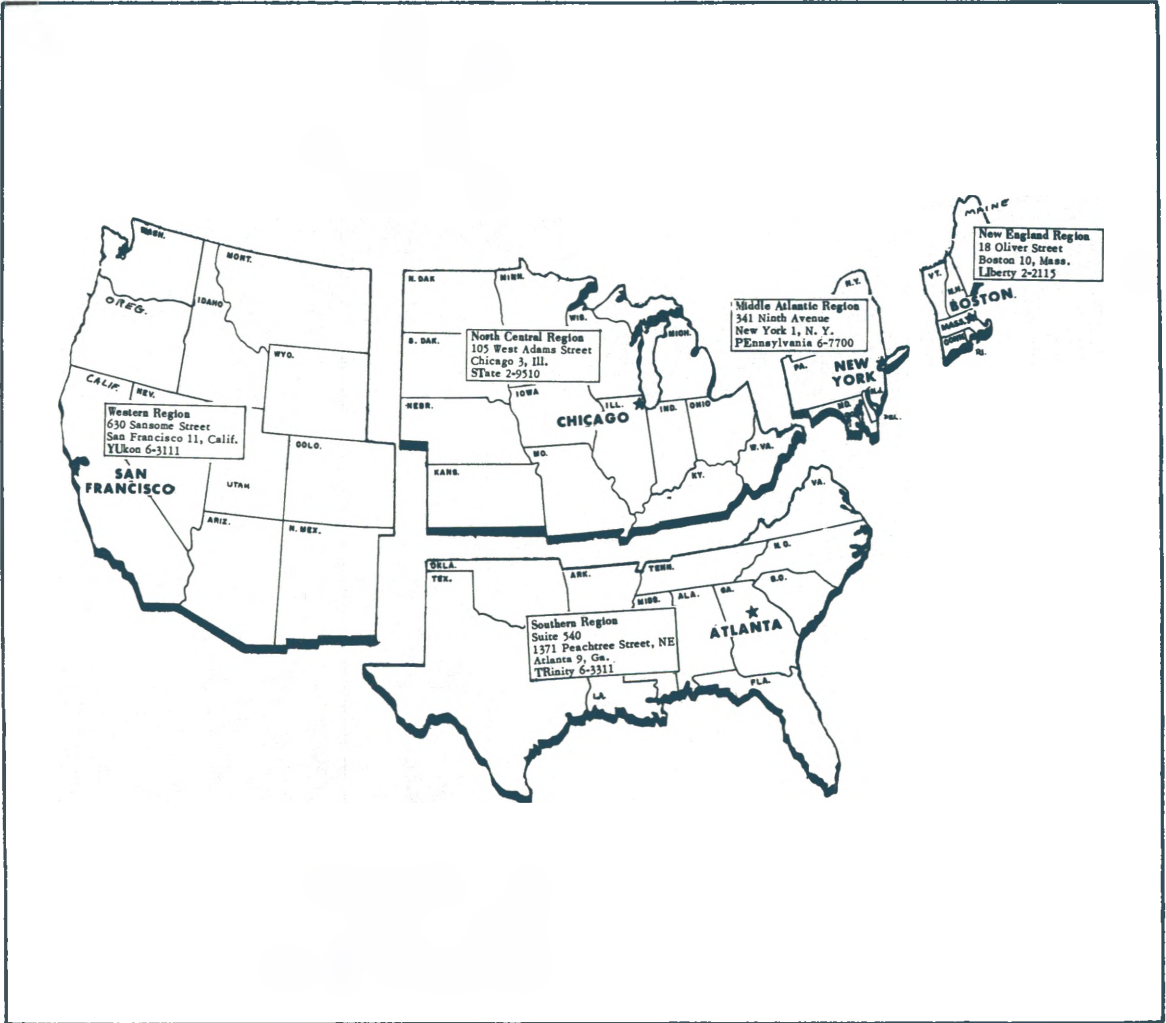 MAINE
New England Region
18 Oliver Street
Boston 10, Mass.
LIberty 2-2115
VT.
N.H.
BOSTON.
MASS.
CONN.
RI.
WASH.
MONT.
OREG.
IDAHO
WYO.
CALIF.
NEV.
Western Region
630 Sansome Street
San Francisco 11, Calif.
YUkon 6-3111
SAN
FRANCISCO
COLO.
UTAH
ARIZ.
N. MEX.
N. DAK
MINN.
S. DAK.
WIS.
MICH.
North Central Region
105 West Adams Street
Chicago 3, Ill.
STate 2-9510
NEBR.
IOWA
ILL.
CHICAGO
IND.
OHIO
KANS.
MO.
KY.
W. VA.
N.Y.
Middle Atlantic Region
341 Ninth Avenue
New York 1, N. Y.
PEnnsylvania 6-7700
PA.
NEW
YORK
N.J.
MD.
DEL.
VA.
OKLA.
TEX.
ARK.
TENN.
N. C.
S.C.
MISS.
ALA.
GA.
ATLANTA
Southern Region
Suite 540
1371 Peachtree Street, NE
Atlanta 9, Ga.
TRinity 6-3311
LA.
FLA.